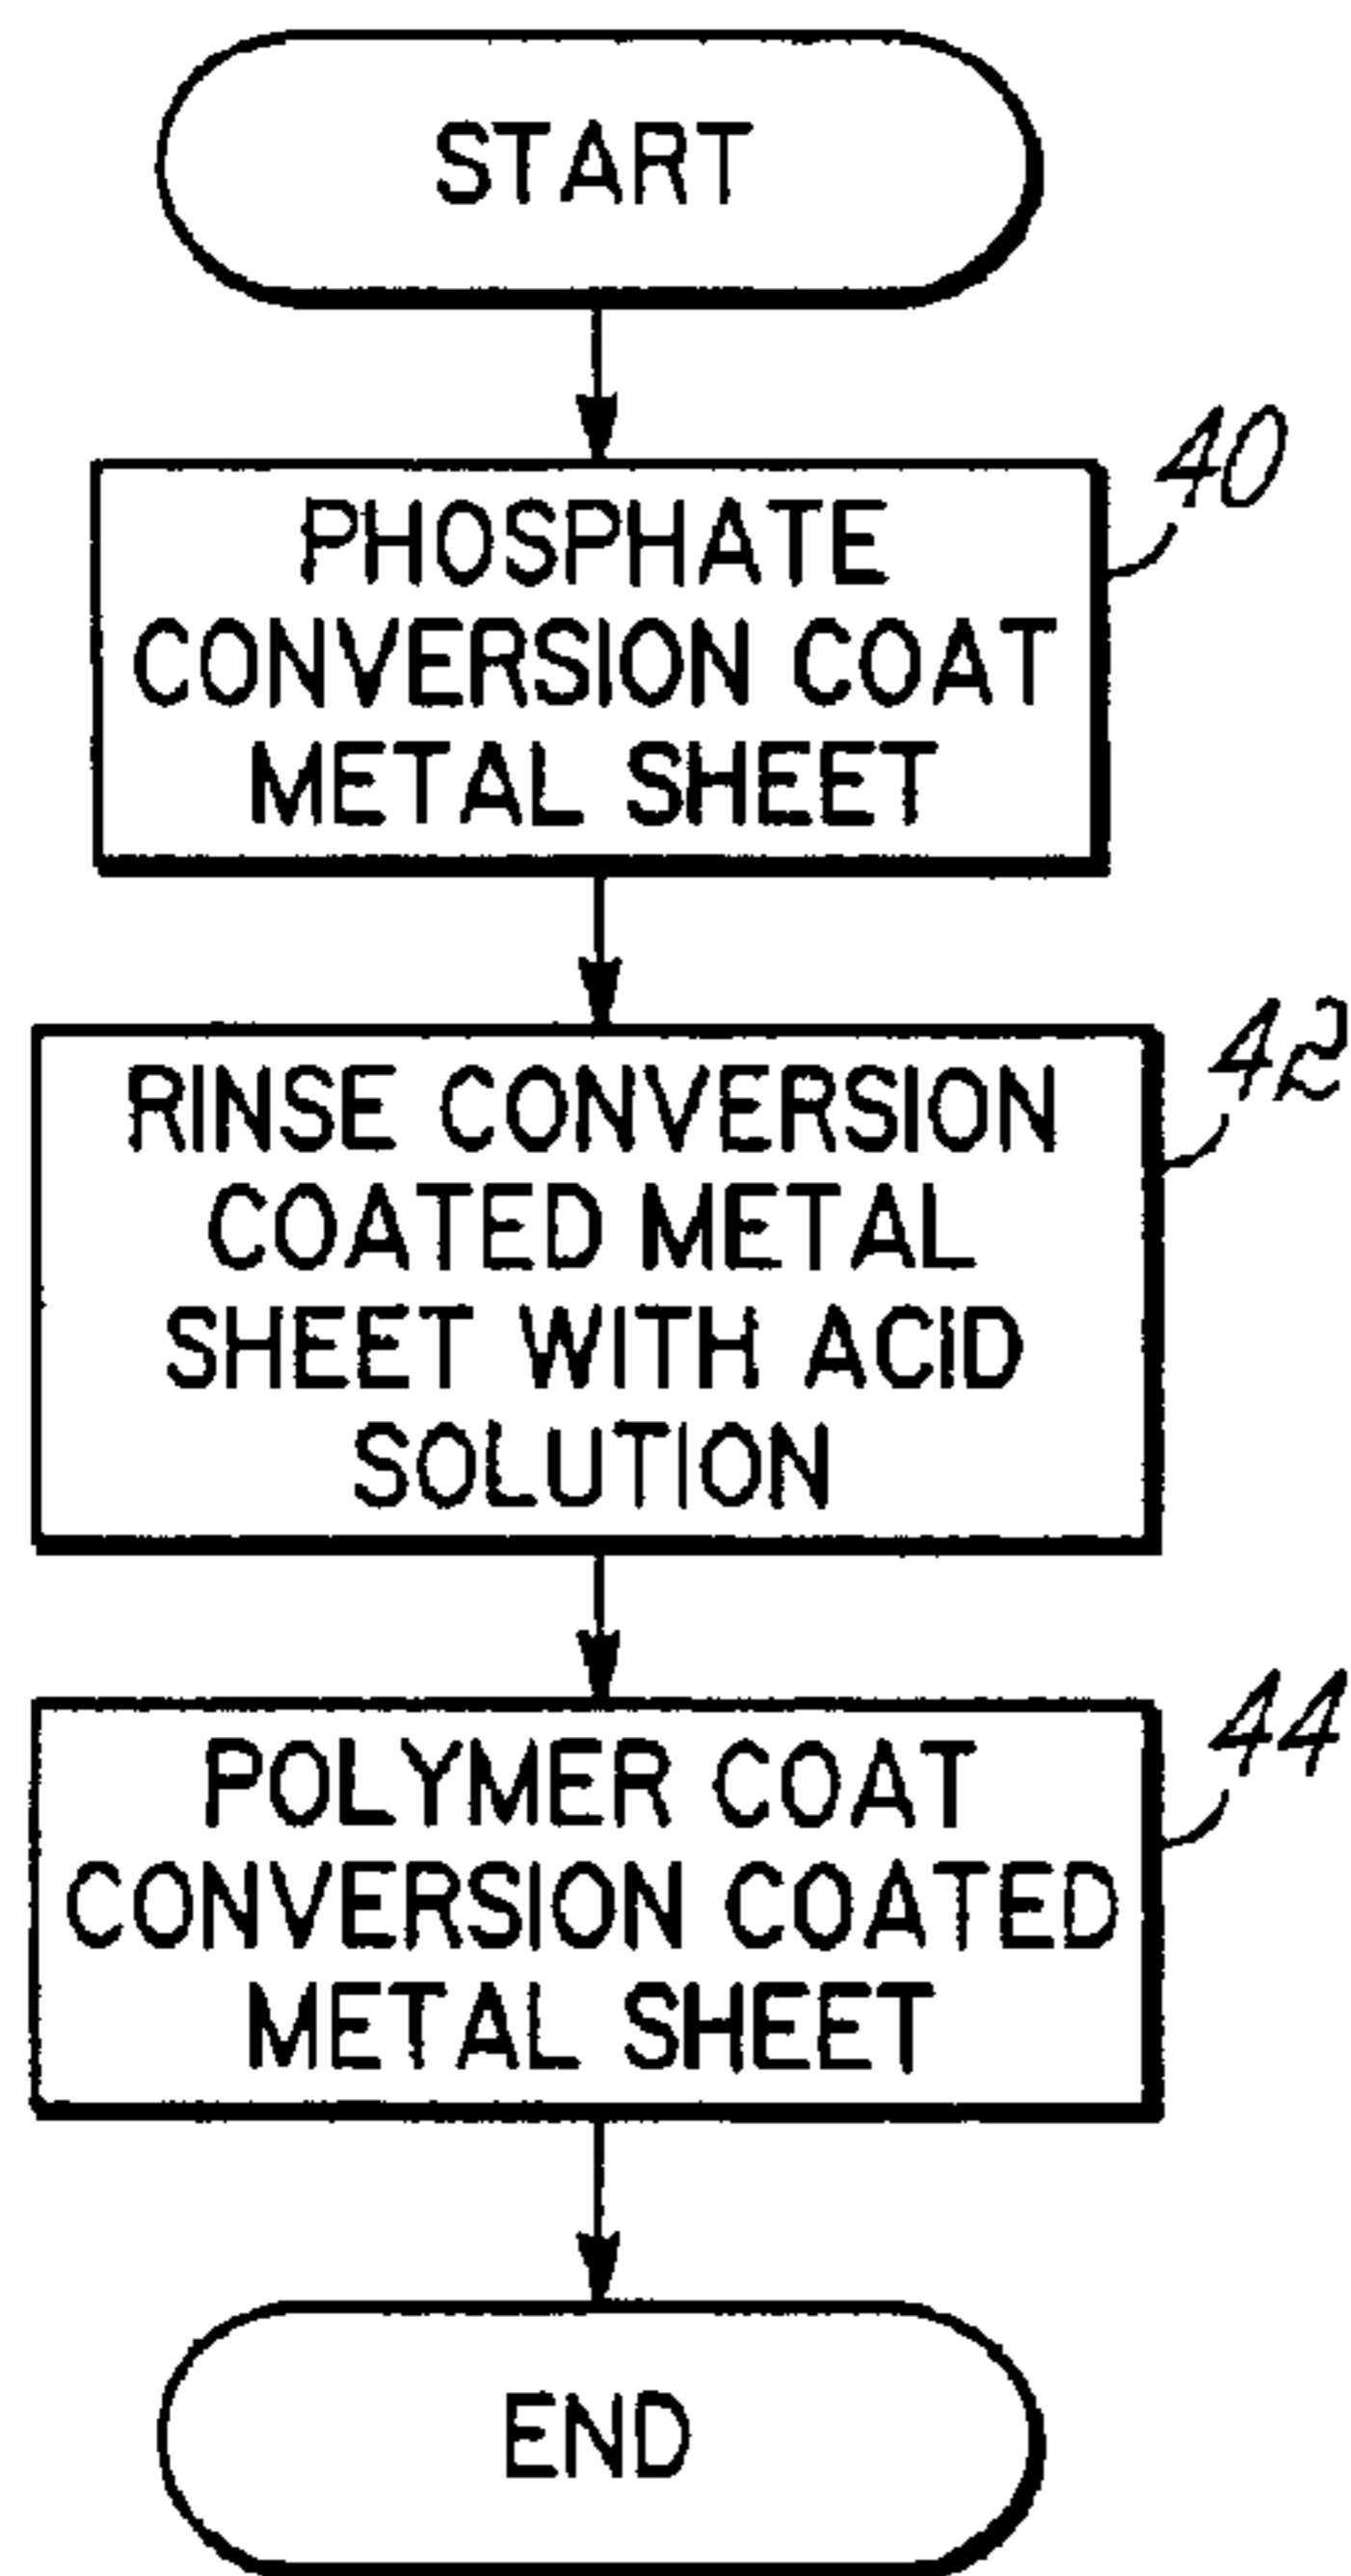 START
40
PHOSPHATE
CONVERSION COAT
METAL SHEET
42
RINSE CONVERSION
COATED METAL
SHEET WITH ACID
SOLUTION
44
POLYMER COAT
CONVERSION COATED
METAL SHEET
END